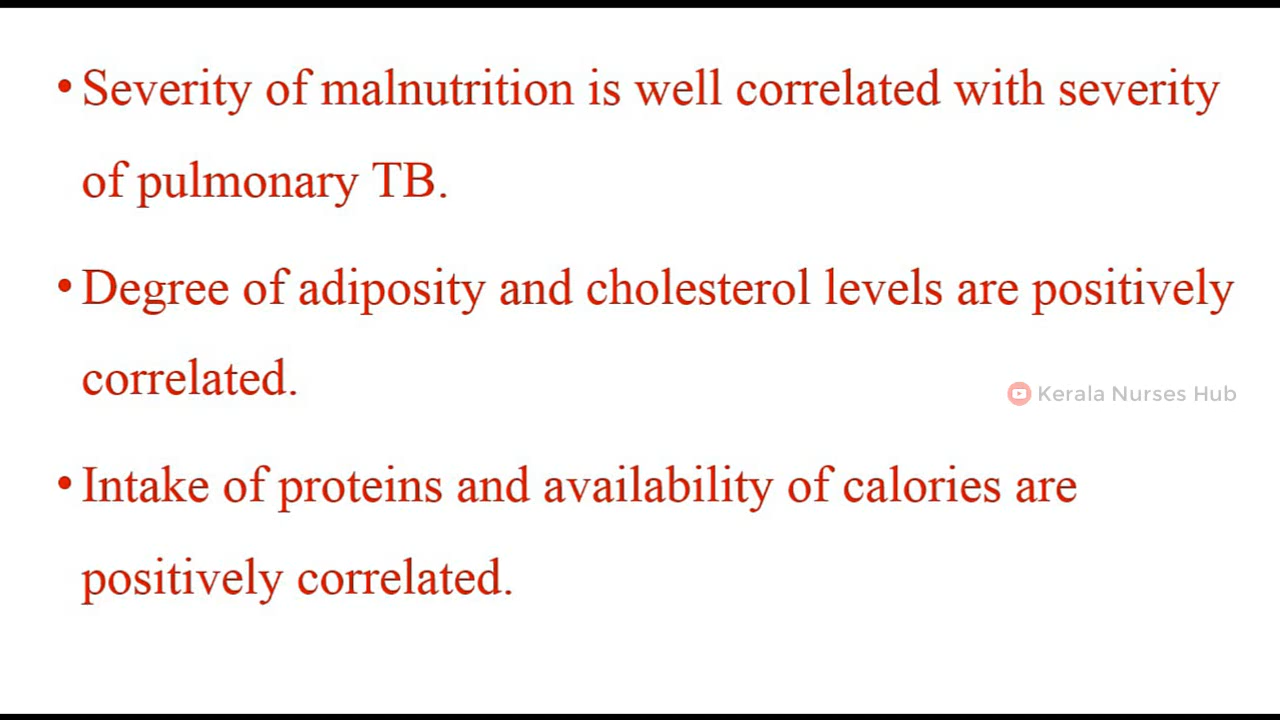 • Severity of malnutrition is well correlated with severity
of pulmonary TB.
• Degree of adiposity and cholesterol levels are positively
correlated.
Kerala Nurses Hub
• Intake of proteins and availability of calories are
positively correlated.